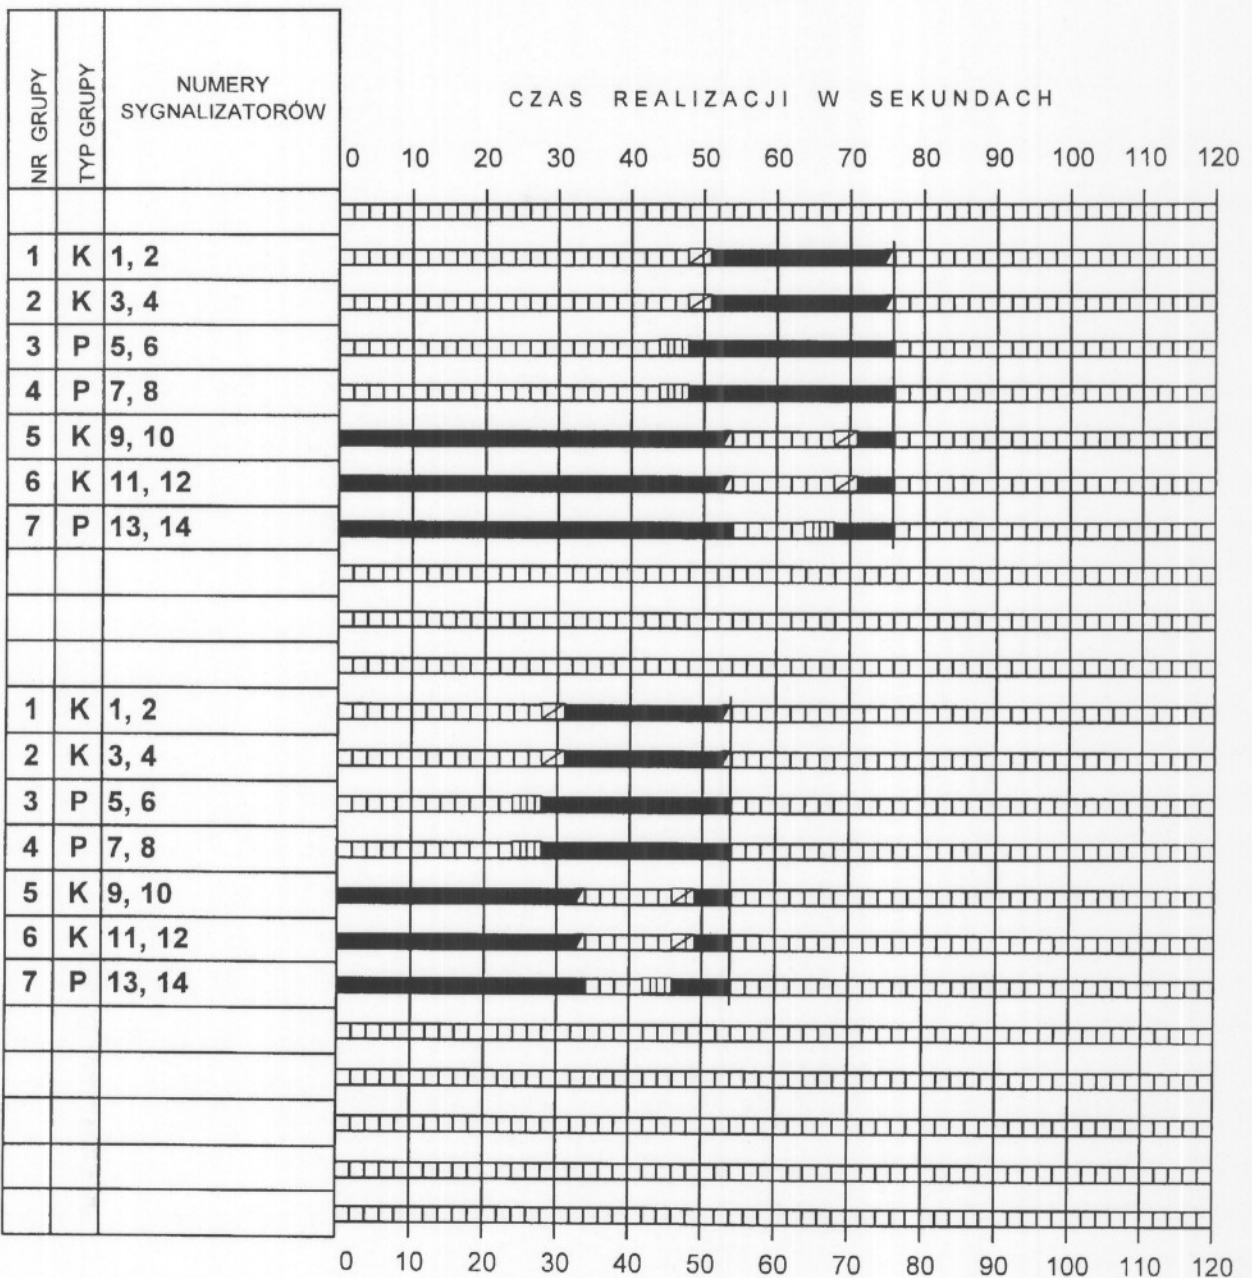 NR GRUPY
TYP GRUPY
NUMERY
SYGNALIZATORÓW
CZAS REALIZACJI W SEKUNDACH
0 10 20 30 40 50 60 70 80 90 100 110 120
1 K 1, 2
2 K 3, 4
3 P 5, 6
4 P 7, 8
5 K 9, 10
6 K 11, 12
7 P 13, 14
1 K 1, 2
2 K 3, 4
3 P 5, 6
4 P 7, 8
5 K 9, 10
6 K 11, 12
7 P 13, 14
0 10 20 30 40 50 60 70 80 90 100 110 120